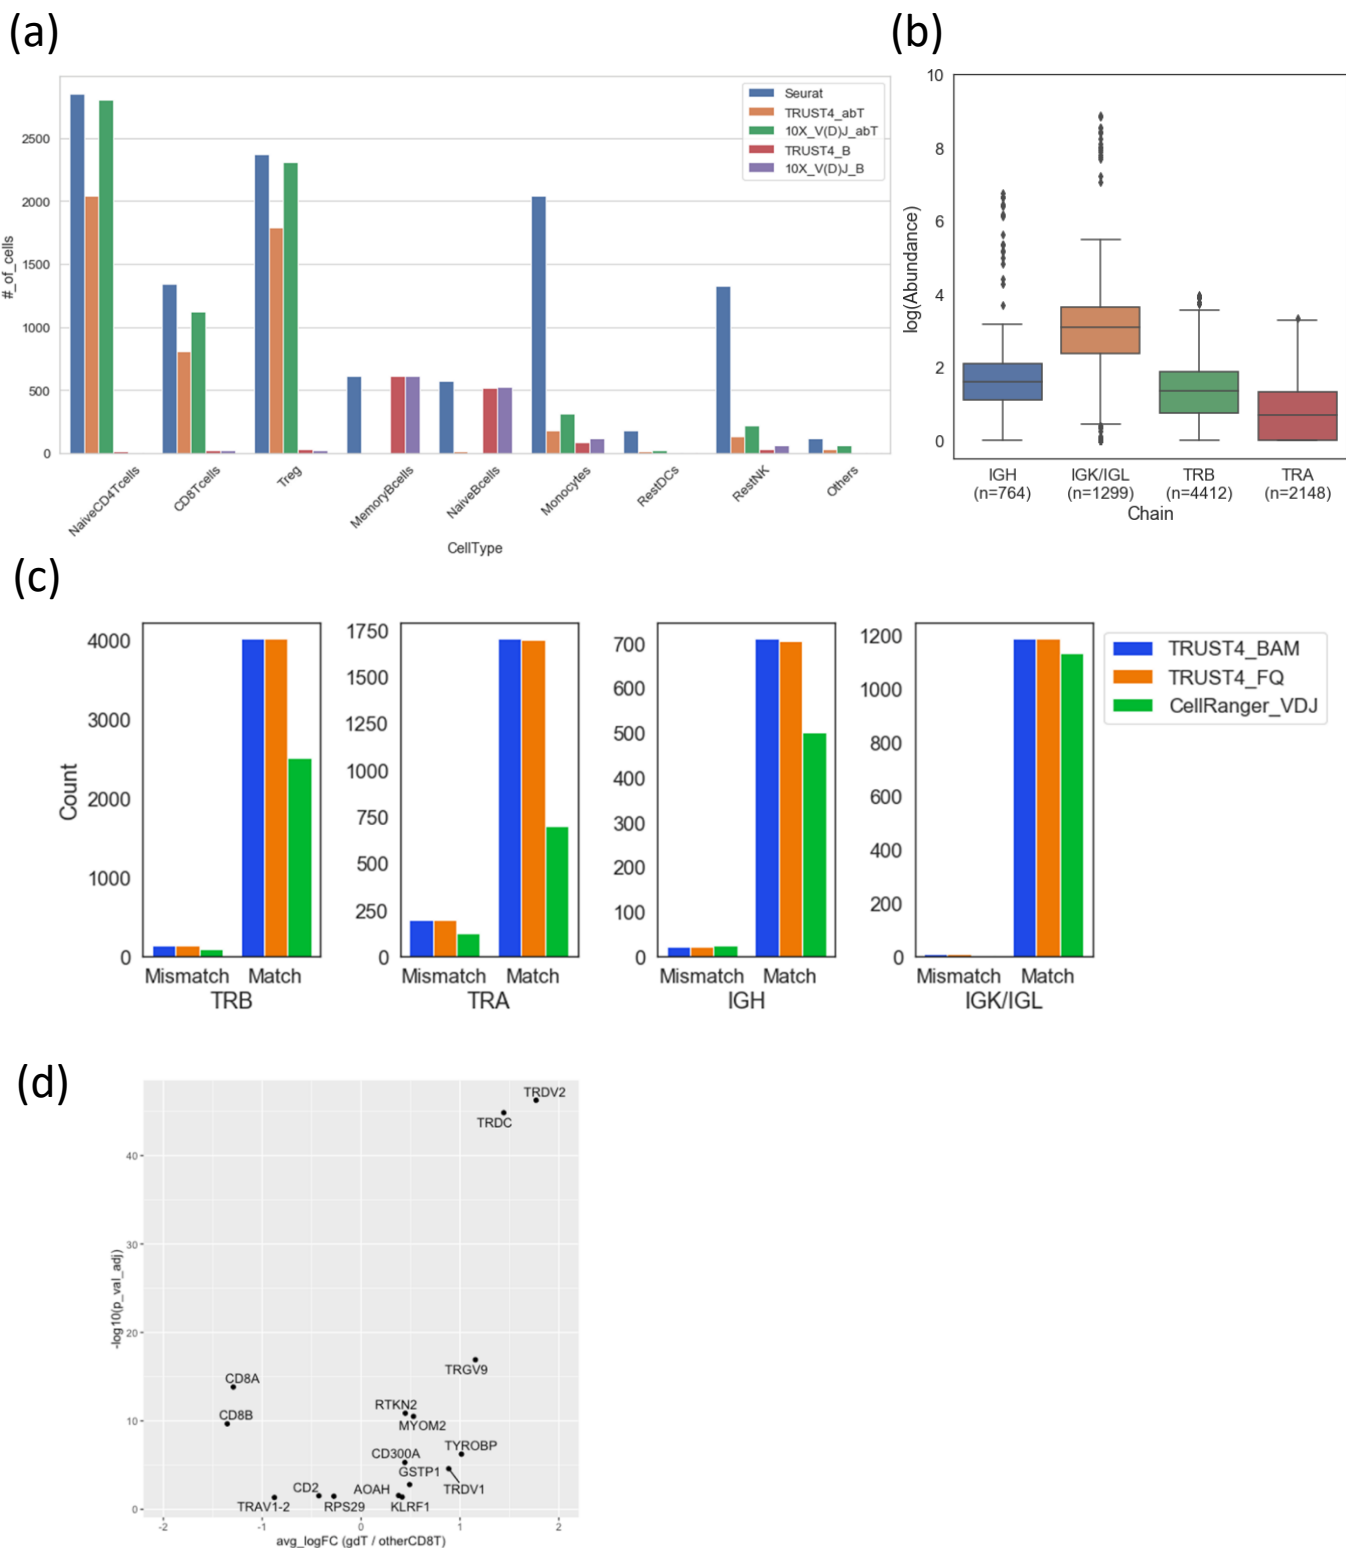 (a)
Seurat
TRUST4_abT
10X_V(D)J_abT
TRUST4_B
10X_V(D)J_B
2500
2000
1500
1000
500
0
#_of_cells
NaiveCD4Tcells
CD8Tcells
Treg
MemoryBcells
NaiveBcells
Monocytes
RestDCs
RestNK
Others
CellType
(b)
10
8
6
4
2
0
log(Abundance)
IGH IGK/IGL TRB TRA
(n=764) (n=1299) (n=4412) (n=2148)
Chain
(c)
Count
4000
3000
2000
1000
0
Mismatch Match
TRB
1750
1500
1250
1000
750
500
250
0
Mismatch Match
TRA
700
600
500
400
300
200
100
0
Mismatch Match
IGH
1200
1000
800
600
400
200
0
Mismatch Match
IGK/IGL
TRUST4_BAM
TRUST4_FQ
CellRanger_VDJ
(d)
-log10(p_val_adj)
40
30
20
10
0
TRDV2
TRDC
TRGV9
CD8A
CD8B
RTKN2
MYOM2
TYROBP
CD300A
GSTP1
TRDV1
CD2
AOAH
TRAV1-2
RPS29
KLRF1
-2 -1 0 1 2
avg_logFC (gdT / otherCD8T)